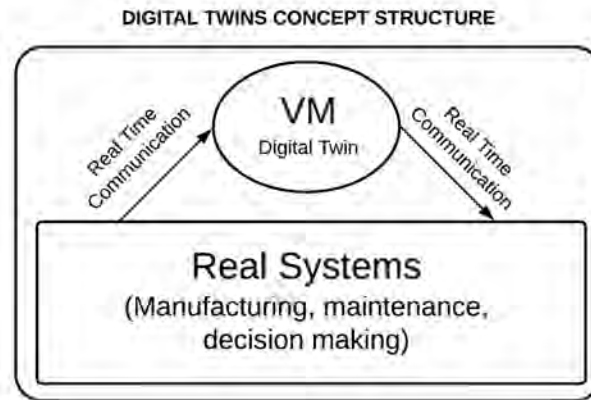 DIGITAL TWINS CONCEPT STRUCTURE
VM
Digital Twin
Real Time
Communication
Real Time
Communication
Real Systems
(Manufacturing, maintenance,
decision making)